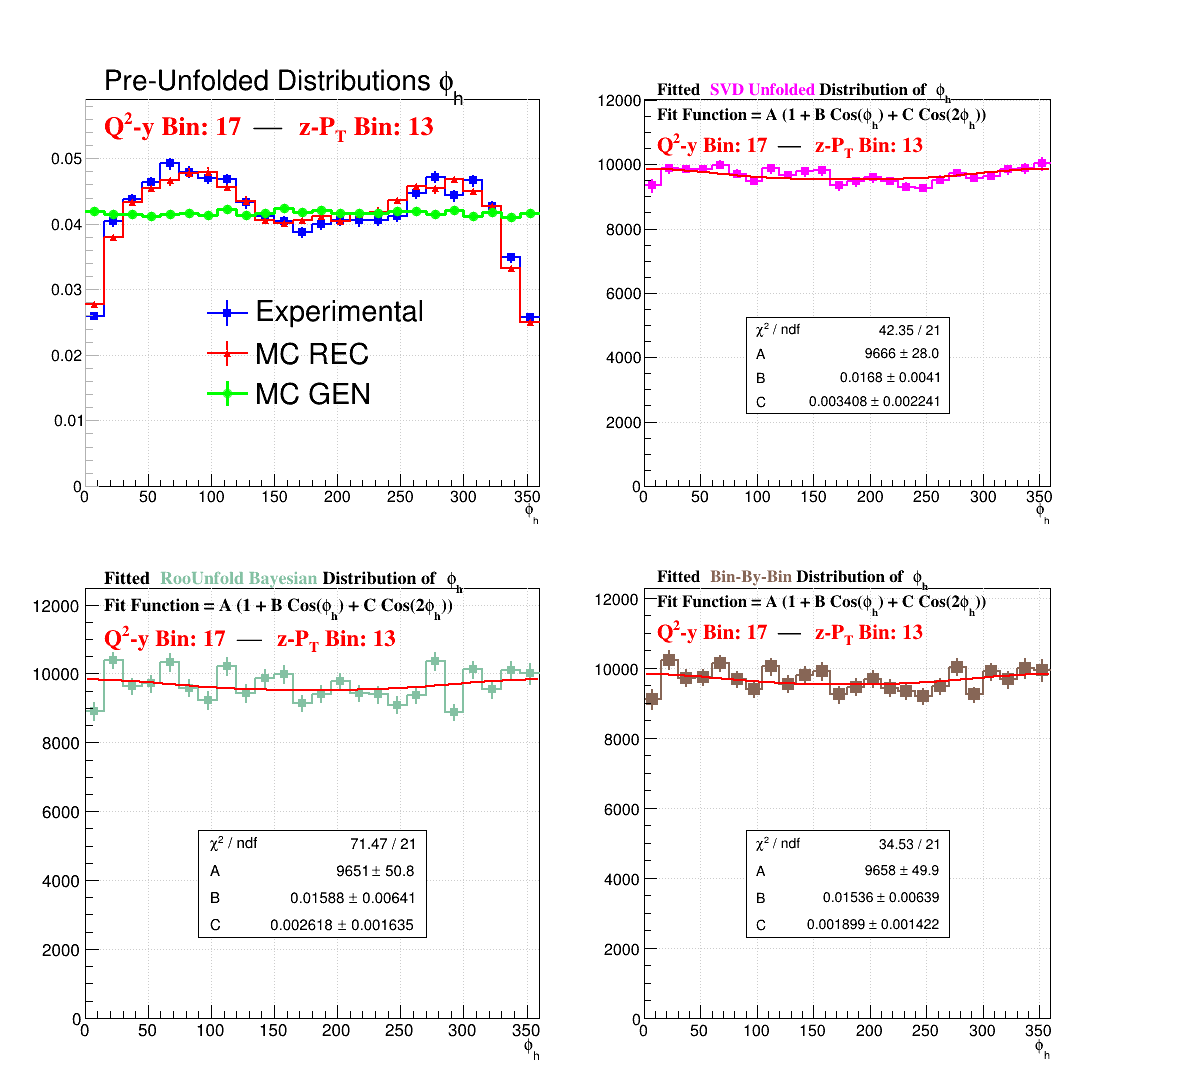 Pre-Unfolded Distributions ϕh
Q²-y Bin: 17 — z-PT Bin: 13
0.05
0.04
0.03
0.02
0.01
0
Experimental
MC REC
MC GEN
0 50 100 150 200 250 300 350
ϕh
Fitted SVD Unfolded Distribution of ϕh
Fit Function = A (1 + B Cos(ϕh) + C Cos(2ϕh))
Q²-y Bin: 17 — z-PT Bin: 13
12000
10000
8000
6000
4000
2000
0
χ² / ndf 42.35 / 21
A 9666 ± 28.0
B 0.0168 ± 0.0041
C 0.003408 ± 0.002241
0 50 100 150 200 250 300 350
ϕh
Fitted RooUnfold Bayesian Distribution of ϕh
Fit Function = A (1 + B Cos(ϕh) + C Cos(2ϕh))
Q²-y Bin: 17 — z-PT Bin: 13
12000
10000
8000
6000
4000
2000
0
χ² / ndf 71.47 / 21
A 9651 ± 50.8
B 0.01588 ± 0.00641
C 0.002618 ± 0.001635
0 50 100 150 200 250 300 350
ϕh
Fitted Bin-By-Bin Distribution of ϕh
Fit Function = A (1 + B Cos(ϕh) + C Cos(2ϕh))
Q²-y Bin: 17 — z-PT Bin: 13
12000
10000
8000
6000
4000
2000
0
χ² / ndf 34.53 / 21
A 9658 ± 49.9
B 0.01536 ± 0.00639
C 0.001899 ± 0.001422
0 50 100 150 200 250 300 350
ϕh